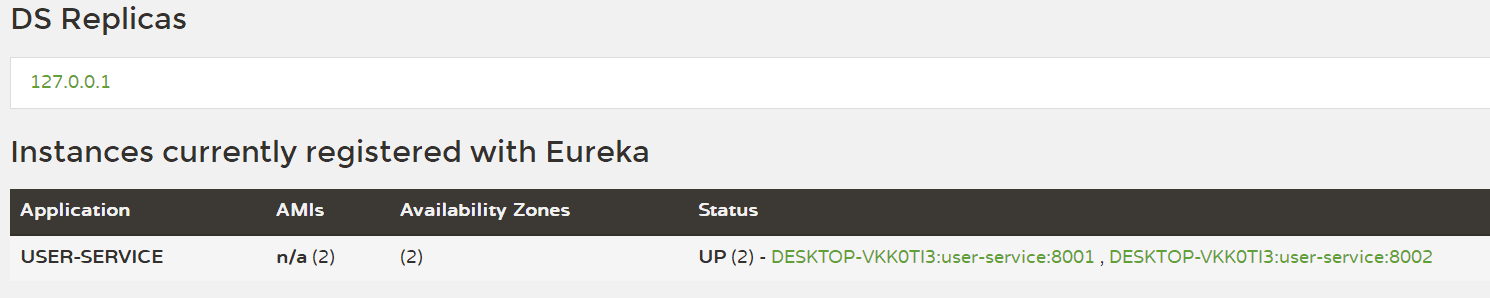 DS Replicas
127.0.0.1
Instances currently registered with Eureka
Application AMIs Availability Zones Status
USER-SERVICE n/a (2) (2) UP (2) - DESKTOP-VKK0TI3:user-service:8001 , DESKTOP-VKK0TI3:user-service:8002